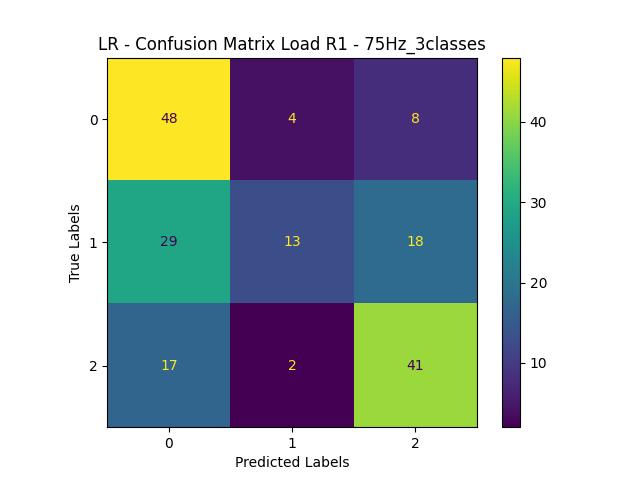 LR - Confusion Matrix Load R1 - 75Hz_3classes
0 48 4 8
1 29 13 18
2 17 2 41
0 1 2
Predicted Labels
True Labels
40
30
20
10